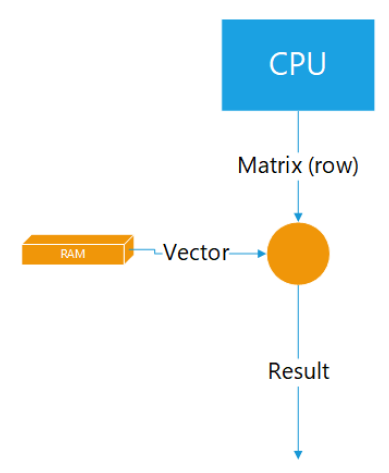 CPU
Matrix (row)
RAM
Vector
Result